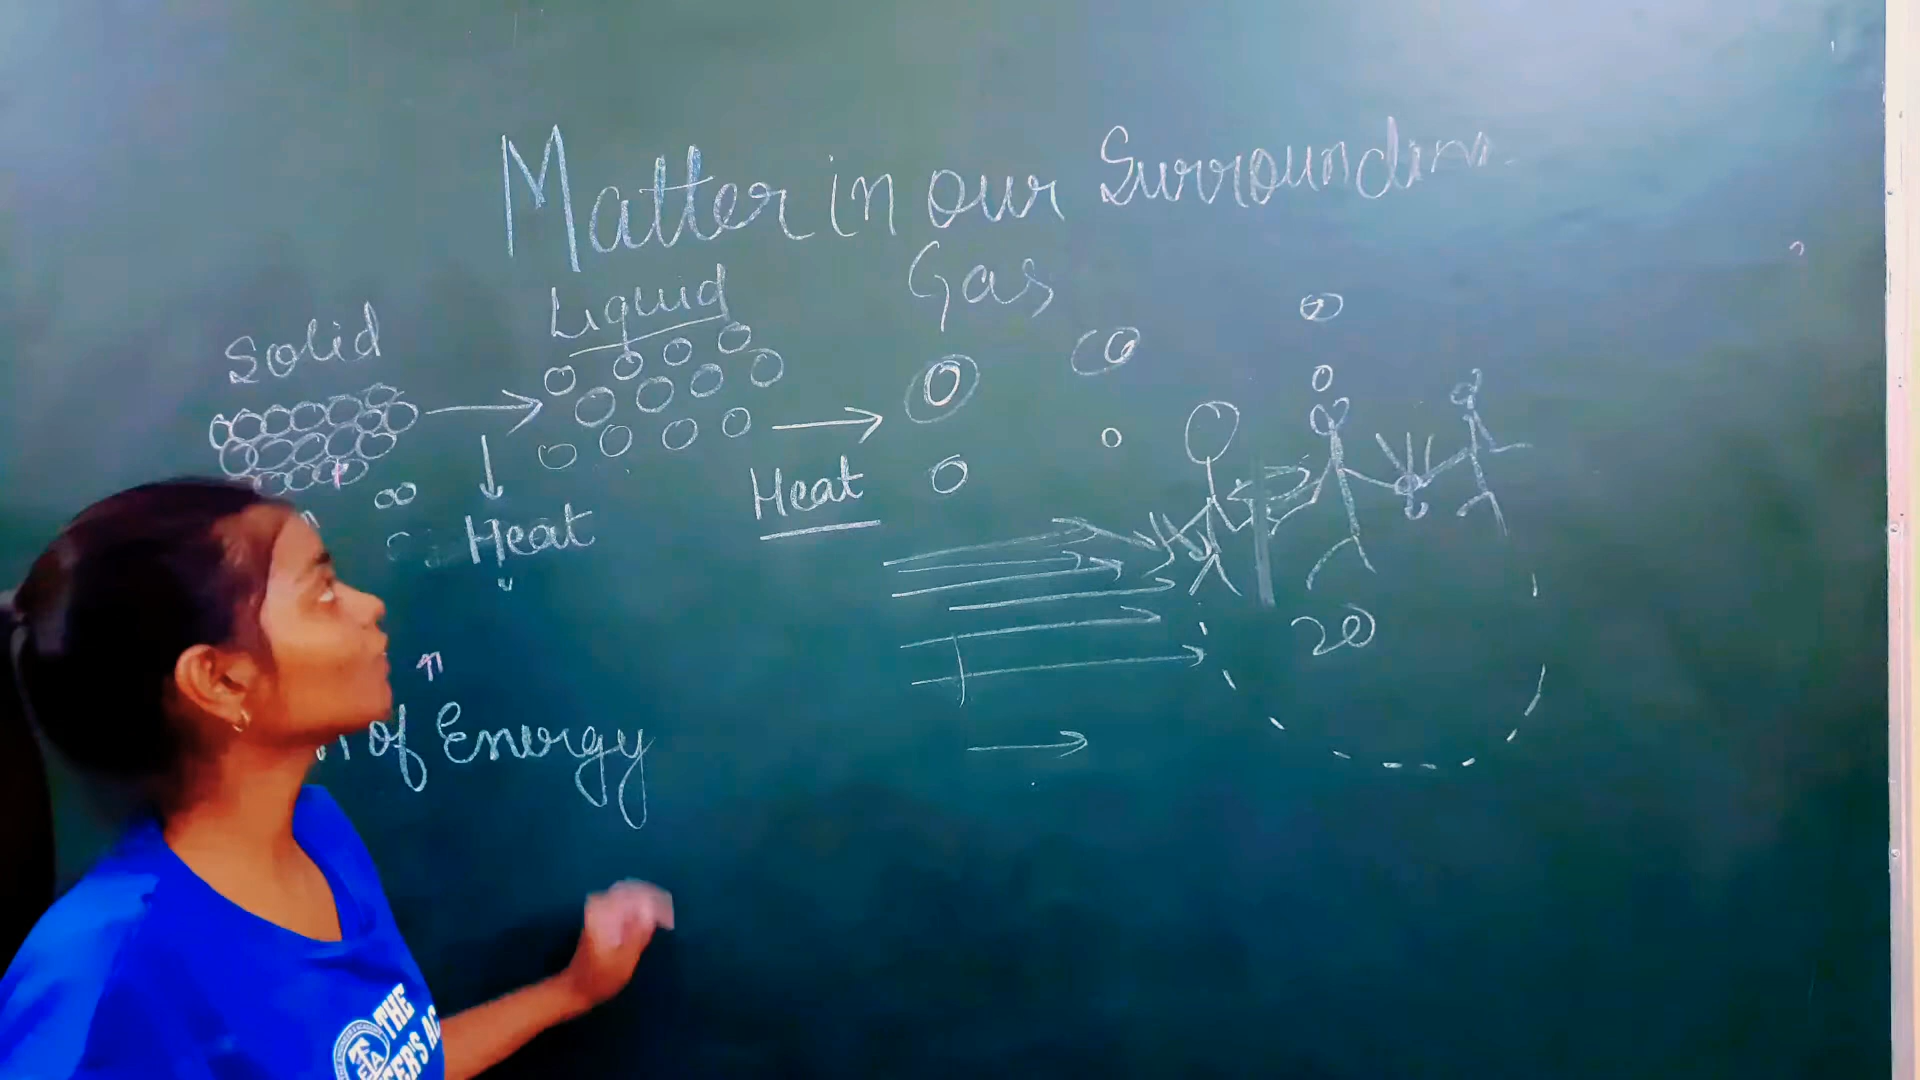 Matter in our Surroundin
Solid
Liquid
Gas
Heat
Heat
of Energy
20
THE